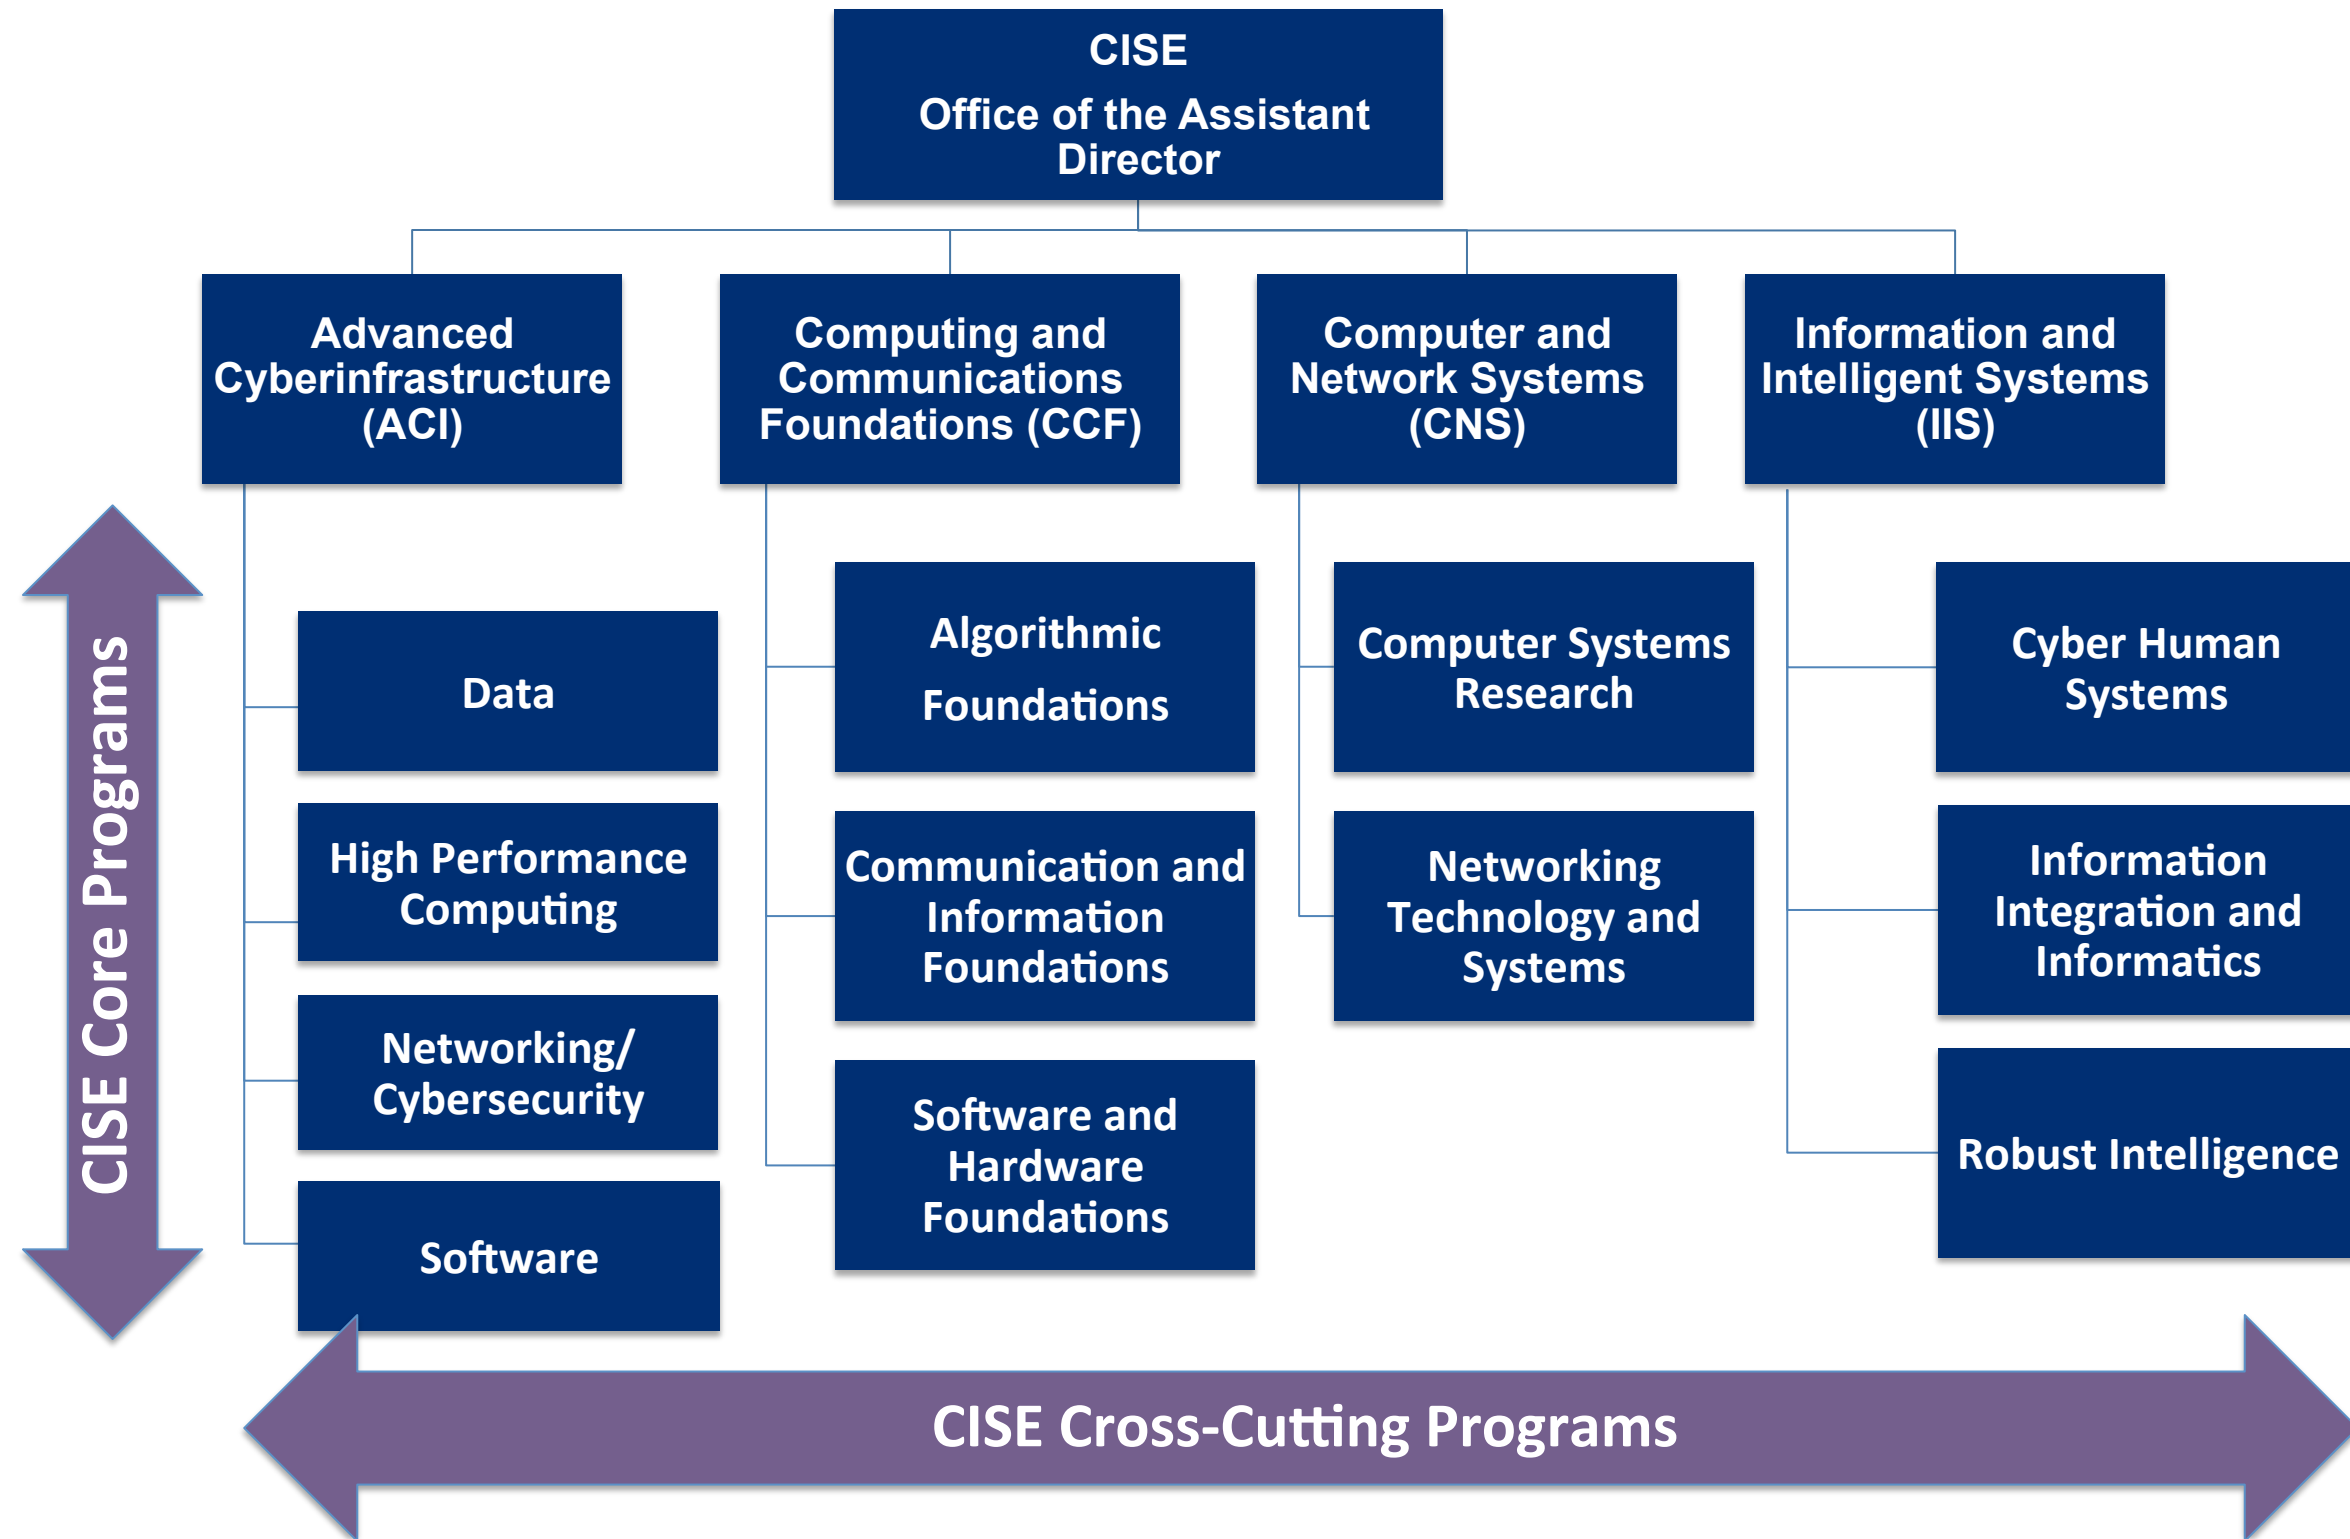 CISE
Office of the Assistant
Director
Advanced
Cyberinfrastructure
(ACI)
Computing and
Communications
Foundations (CCF)
Computer and
Network Systems
(CNS)
Information and
Intelligent Systems
(IIS)
CISE Core Programs
Data
High Performance
Computing
Networking/
Cybersecurity
Software
Algorithmic
Foundations
Communication and
Information
Foundations
Software and
Hardware
Foundations
Computer Systems
Research
Networking
Technology and
Systems
Cyber Human
Systems
Information
Integration and
Informatics
Robust Intelligence
CISE Cross-Cutting Programs